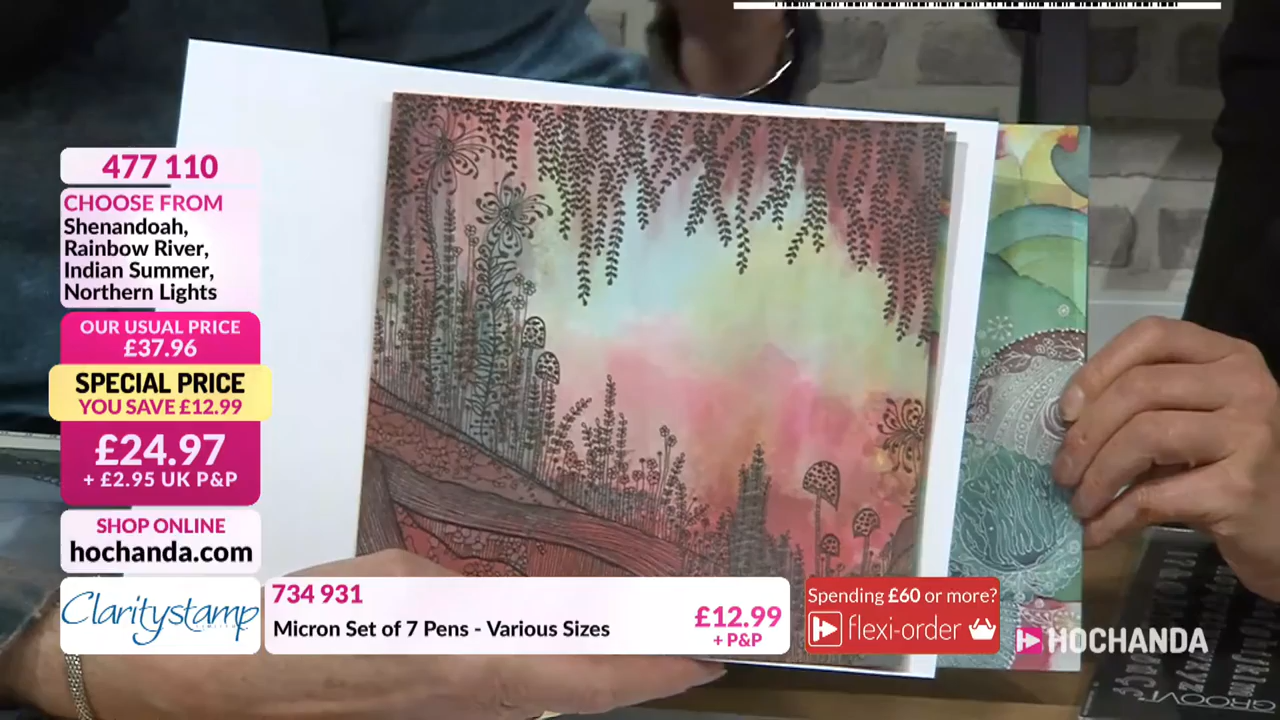 477 110
CHOOSE FROM
Shenandoah,
Rainbow River,
Indian Summer,
Northern Lights
OUR USUAL PRICE
£37.96
SPECIAL PRICE
YOU SAVE £12.99
£24.97
+ £2.95 UK P&P
SHOP ONLINE
hochanda.com
Claritystamp
734 931
Micron Set of 7 Pens - Various Sizes
£12.99
+ P&P
Spending £60 or more?
flexi-order
HOCHANDA
GROOVI